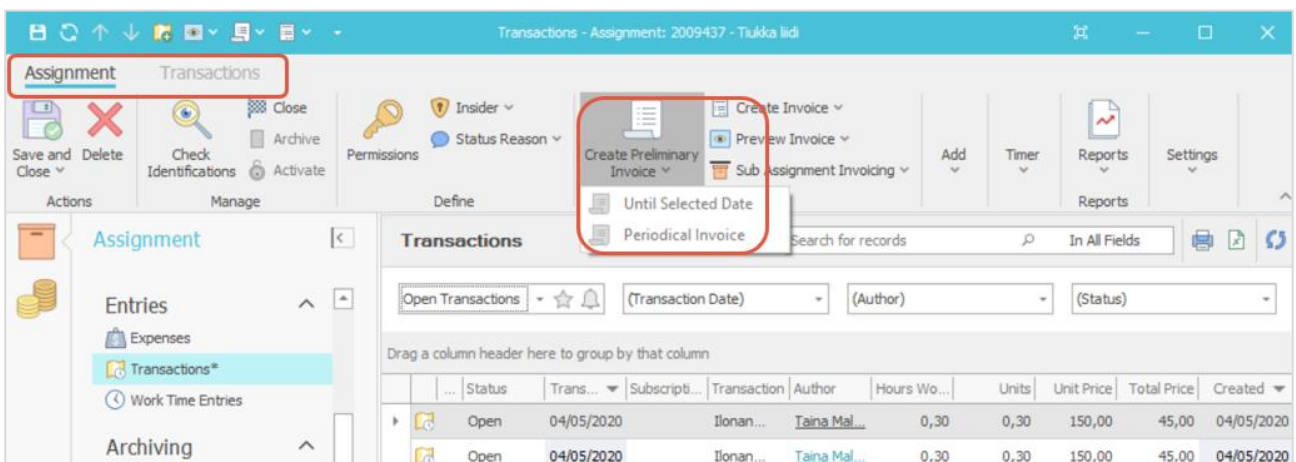 Transactions - Assignment: 2009437 - Tiukka liidi
Assignment Transactions
Save and Close
Delete
Check Identifications
Close
Archive
Activate
Permissions
Insider
Status Reason
Create Preliminary Invoice
Create Invoice
Preview Invoice
Sub Assignment Invoicing
Add
Timer
Reports
Settings
Actions
Manage
Define
Reports
Until Selected Date
Periodical Invoice
Assignment
Transactions
Search for records
In All Fields
Entries
Open Transactions
(Transaction Date)
(Author)
(Status)
Expenses
Transactions*
Work Time Entries
Archiving
Drag a column header here to group by that column
... Status Trans... Subscripti... Transaction Author Hours Wo... Units Unit Price Total Price Created
Open 04/05/2020 Ilonan... Taina Mal... 0,30 0,30 150,00 45,00 04/05/2020
Open 04/05/2020 Ilonan... Taina Mal... 0,30 0,30 150,00 45,00 04/05/2020